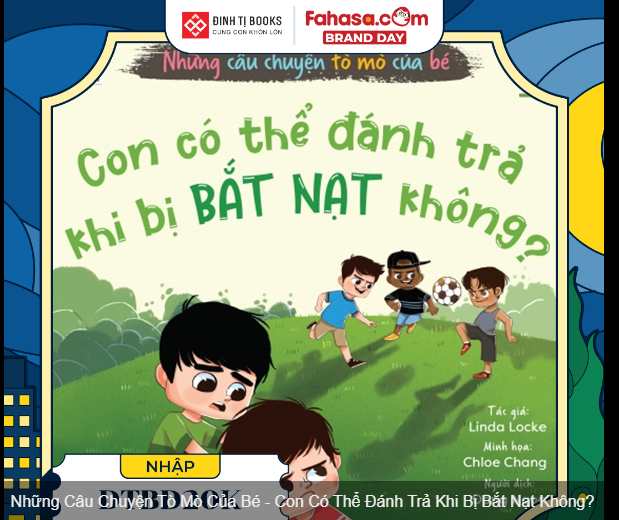 ĐINH TỊ BOOKS
CÙNG CON KHÔN LỚN
Fahasa.com
BRAND DAY
Những câu chuyện tò mò của bé
Con có thể đánh trả
khi bị BẮT NẠT không?
Tác giả:
Linda Locke
Minh họa:
Chloe Chang
Người dịch:
NHẬP
Những Câu Chuyện Tò Mò Của Bé - Con Có Thể Đánh Trả Khi Bị Bắt Nạt Không?